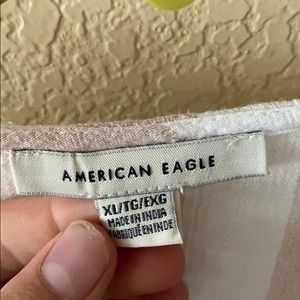 AMERICAN EAGLE
XL/TG/EXG
MADE IN INDIA
FABRIQUÉ EN INDE